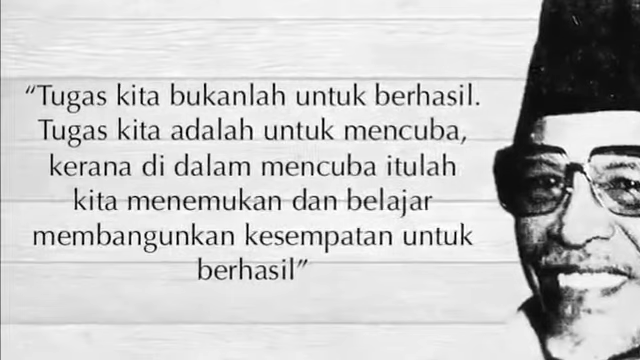 “Tugas kita bukanlah untuk berhasil.
Tugas kita adalah untuk mencuba,
kerana di dalam mencuba itulah
kita menemukan dan belajar
membangunkan kesempatan untuk
berhasil”